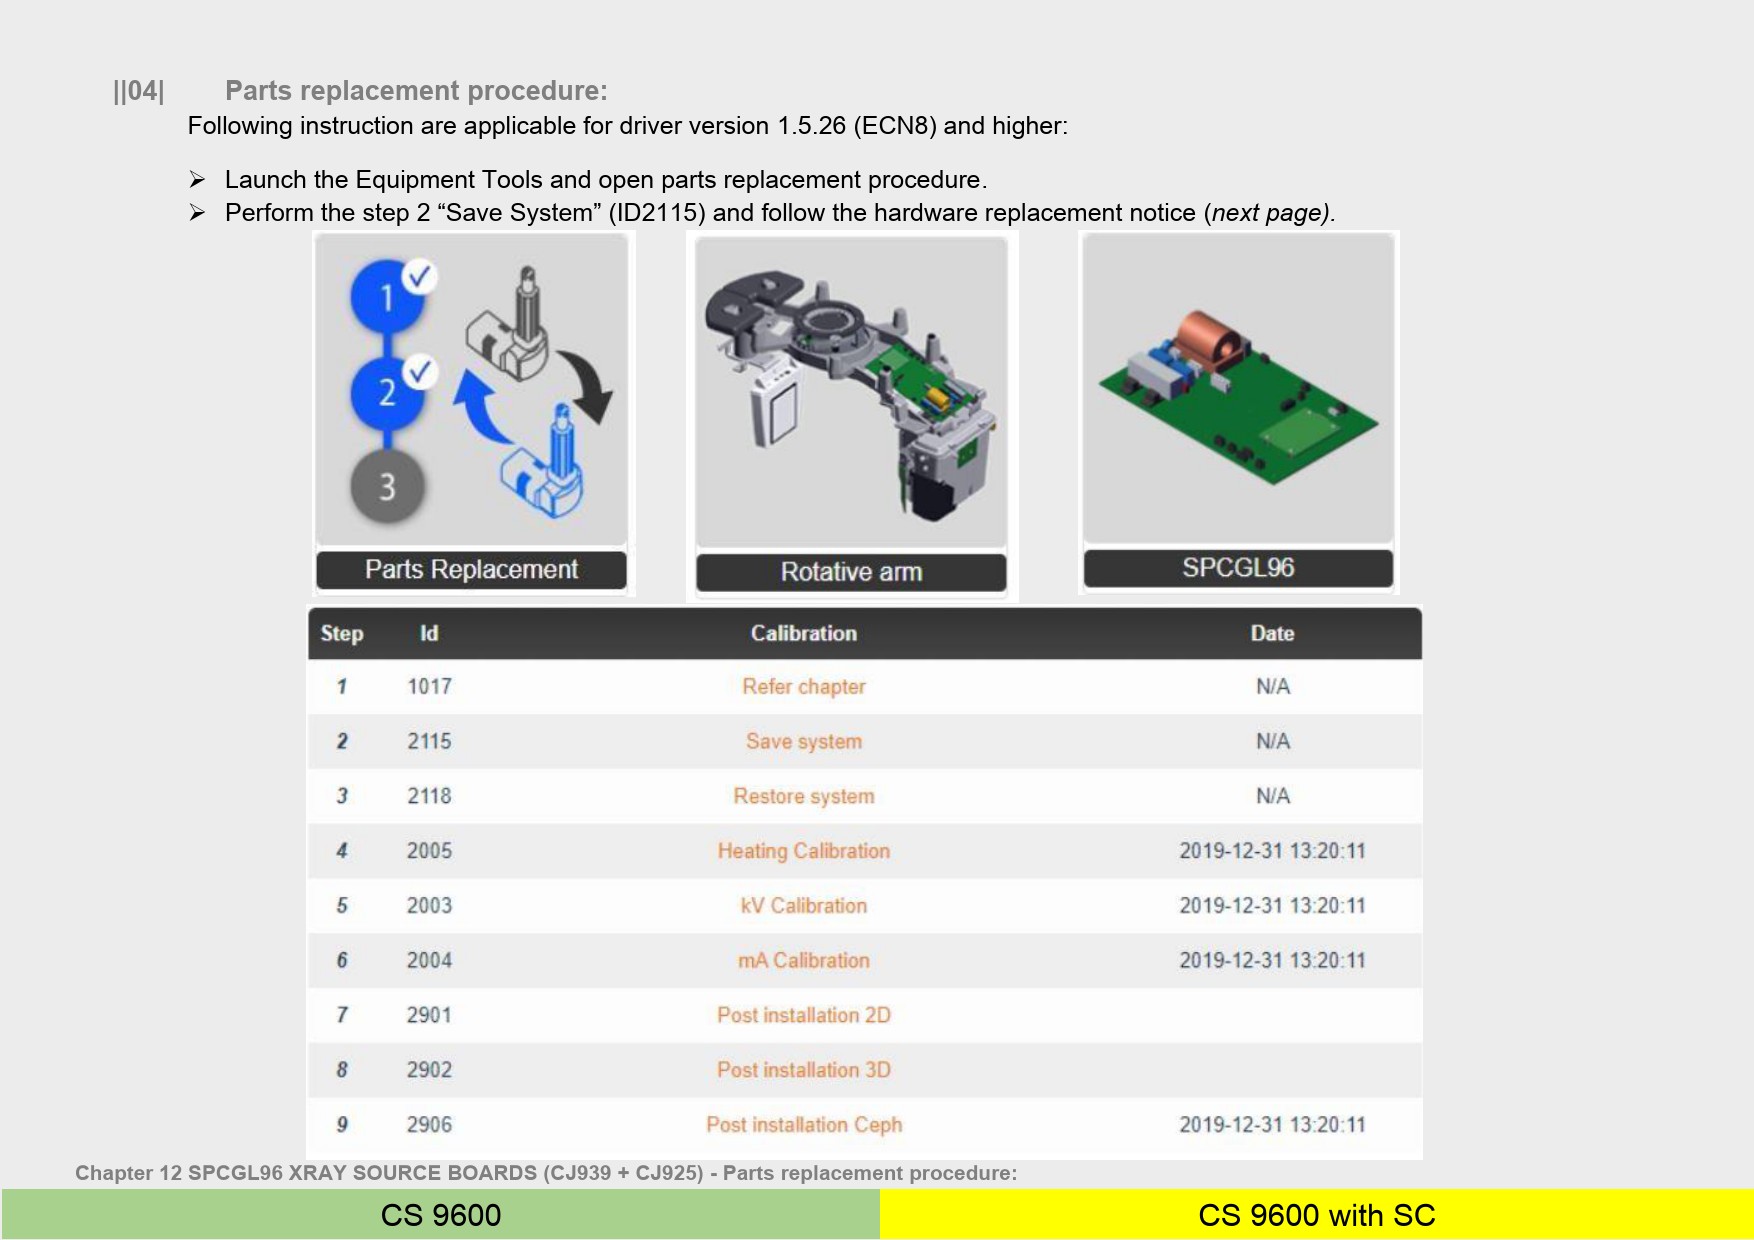 ||04| Parts replacement procedure:
Following instruction are applicable for driver version 1.5.26 (ECN8) and higher:
➢ Launch the Equipment Tools and open parts replacement procedure.
➢ Perform the step 2 “Save System” (ID2115) and follow the hardware replacement notice (next page).
1
2
3
Parts Replacement Rotative arm SPCGL96
Step Id Calibration Date
1 1017 Refer chapter N/A
2 2115 Save system N/A
3 2118 Restore system N/A
4 2005 Heating Calibration 2019-12-31 13:20:11
5 2003 kV Calibration 2019-12-31 13:20:11
6 2004 mA Calibration 2019-12-31 13:20:11
7 2901 Post installation 2D
8 2902 Post installation 3D
9 2906 Post installation Ceph 2019-12-31 13:20:11
Chapter 12 SPCGL96 XRAY SOURCE BOARDS (CJ939 + CJ925) - Parts replacement procedure:
CS 9600 CS 9600 with SC